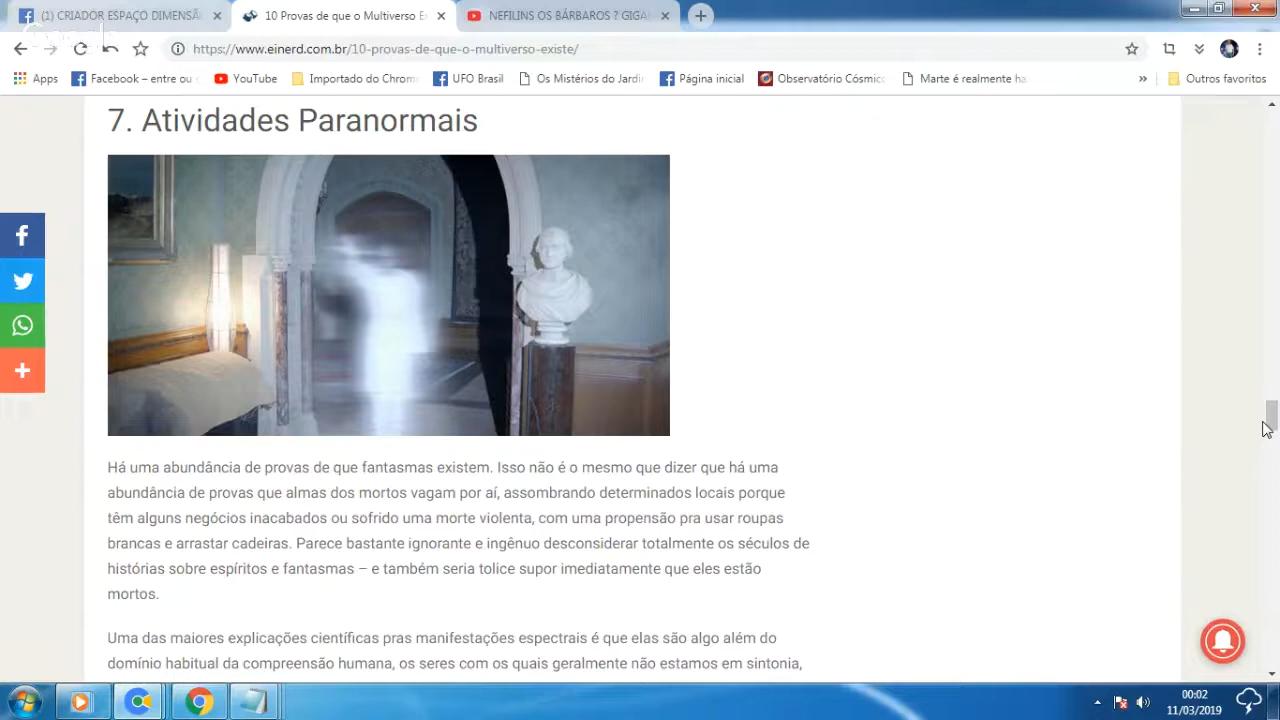 (1) CRIADOR ESPAÇO DIMENSÃ
10 Provas de que o Multiverso E
NEFILINS OS BÁRBAROS ? GIGA
https://www.einerd.com.br/10-provas-de-que-o-multiverso-existe/
Apps
Facebook – entre ou
YouTube
Importado do Chrom
UFO Brasil
Os Mistérios do Jardi
Página inicial
Observatório Cósmic
Marte é realmente ha
»
Outros favoritos
7. Atividades Paranormais
Há uma abundância de provas de que fantasmas existem. Isso não é o mesmo que dizer que há uma
abundância de provas que almas dos mortos vagam por aí, assombrando determinados locais porque
têm alguns negócios inacabados ou sofrido uma morte violenta, com uma propensão pra usar roupas
brancas e arrastar cadeiras. Parece bastante ignorante e ingênuo desconsiderar totalmente os séculos de
histórias sobre espíritos e fantasmas – e também seria tolice supor imediatamente que eles estão
mortos.
Uma das maiores explicações científicas pras manifestações espectrais é que elas são algo além do
domínio habitual da compreensão humana, os seres com os quais geralmente não estamos em sintonia,
00:02
11/03/2019